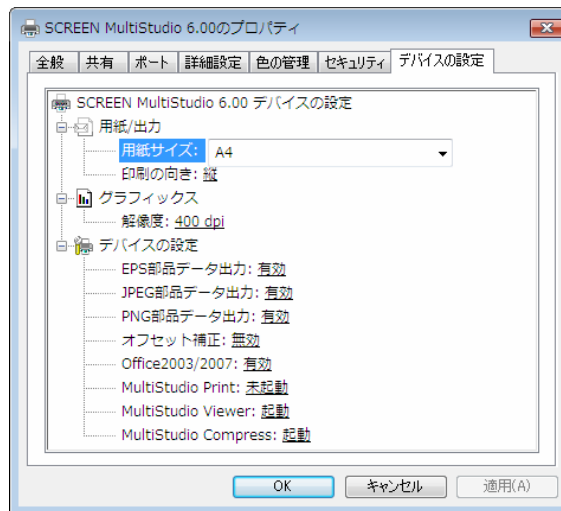 SCREEN MultiStudio 6.00のプロパティ
全般 共有 ポート 詳細設定 色の管理 セキュリティ デバイスの設定
SCREEN MultiStudio 6.00 デバイスの設定
用紙/出力
用紙サイズ: A4
印刷の向き: 縦
グラフィックス
解像度: 400 dpi
デバイスの設定
EPS部品データ出力: 有効
JPEG部品データ出力: 有効
PNG部品データ出力: 有効
オフセット補正: 無効
Office2003/2007: 有効
MultiStudio Print: 未起動
MultiStudio Viewer: 起動
MultiStudio Compress: 起動
OK キャンセル 適用(A)